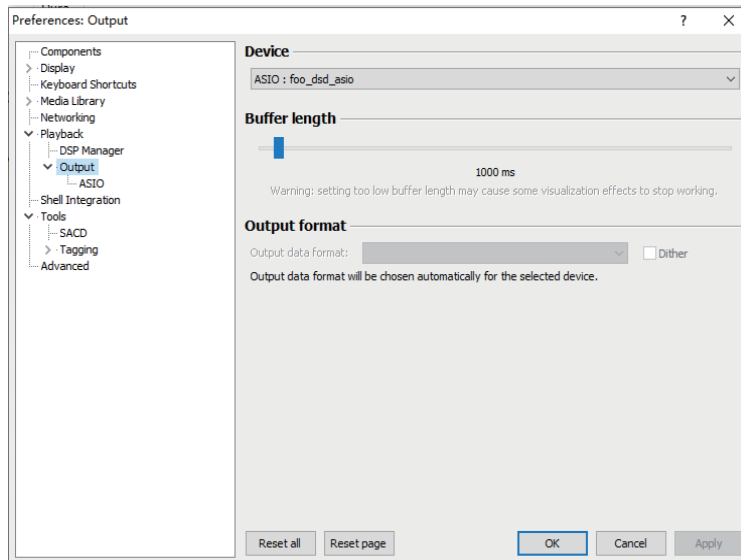 Preferences: Output
?
Components
Display
Keyboard Shortcuts
Media Library
Networking
Playback
DSP Manager
Output
ASIO
Shell Integration
Tools
SACD
Tagging
Advanced
Device
ASIO : foo_dsd_asio
Buffer length
1000 ms
Warning: setting too low buffer length may cause some visualization effects to stop working.
Output format
Output data format:
Dither
Output data format will be chosen automatically for the selected device.
Reset all
Reset page
OK
Cancel
Apply